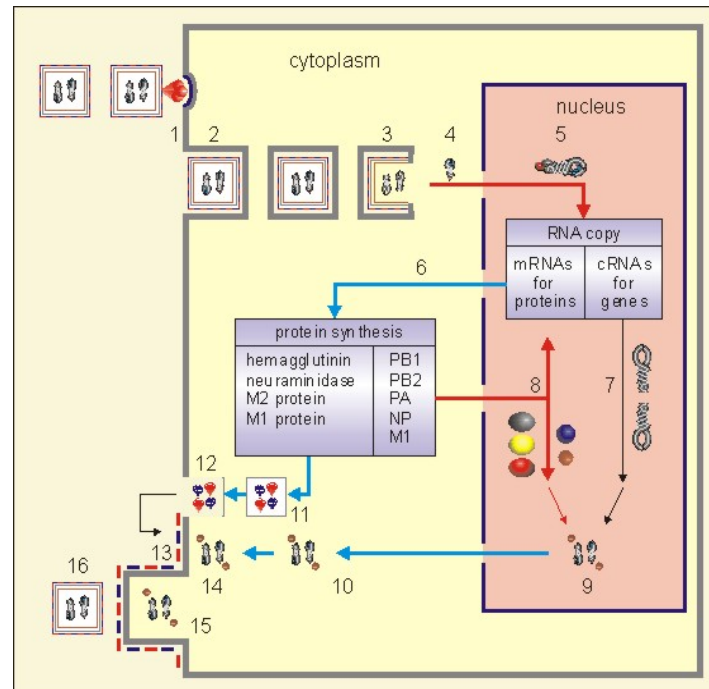 cytoplasm
nucleus
1
2
3
4
5
RNA copy
mRNAs
for
proteins
cRNAs
for
genes
6
protein synthesis
hemagglutinin
neuraminidase
M2 protein
M1 protein
PB1
PB2
PA
NP
M1
8
7
12
11
13
16
14
10
9
15